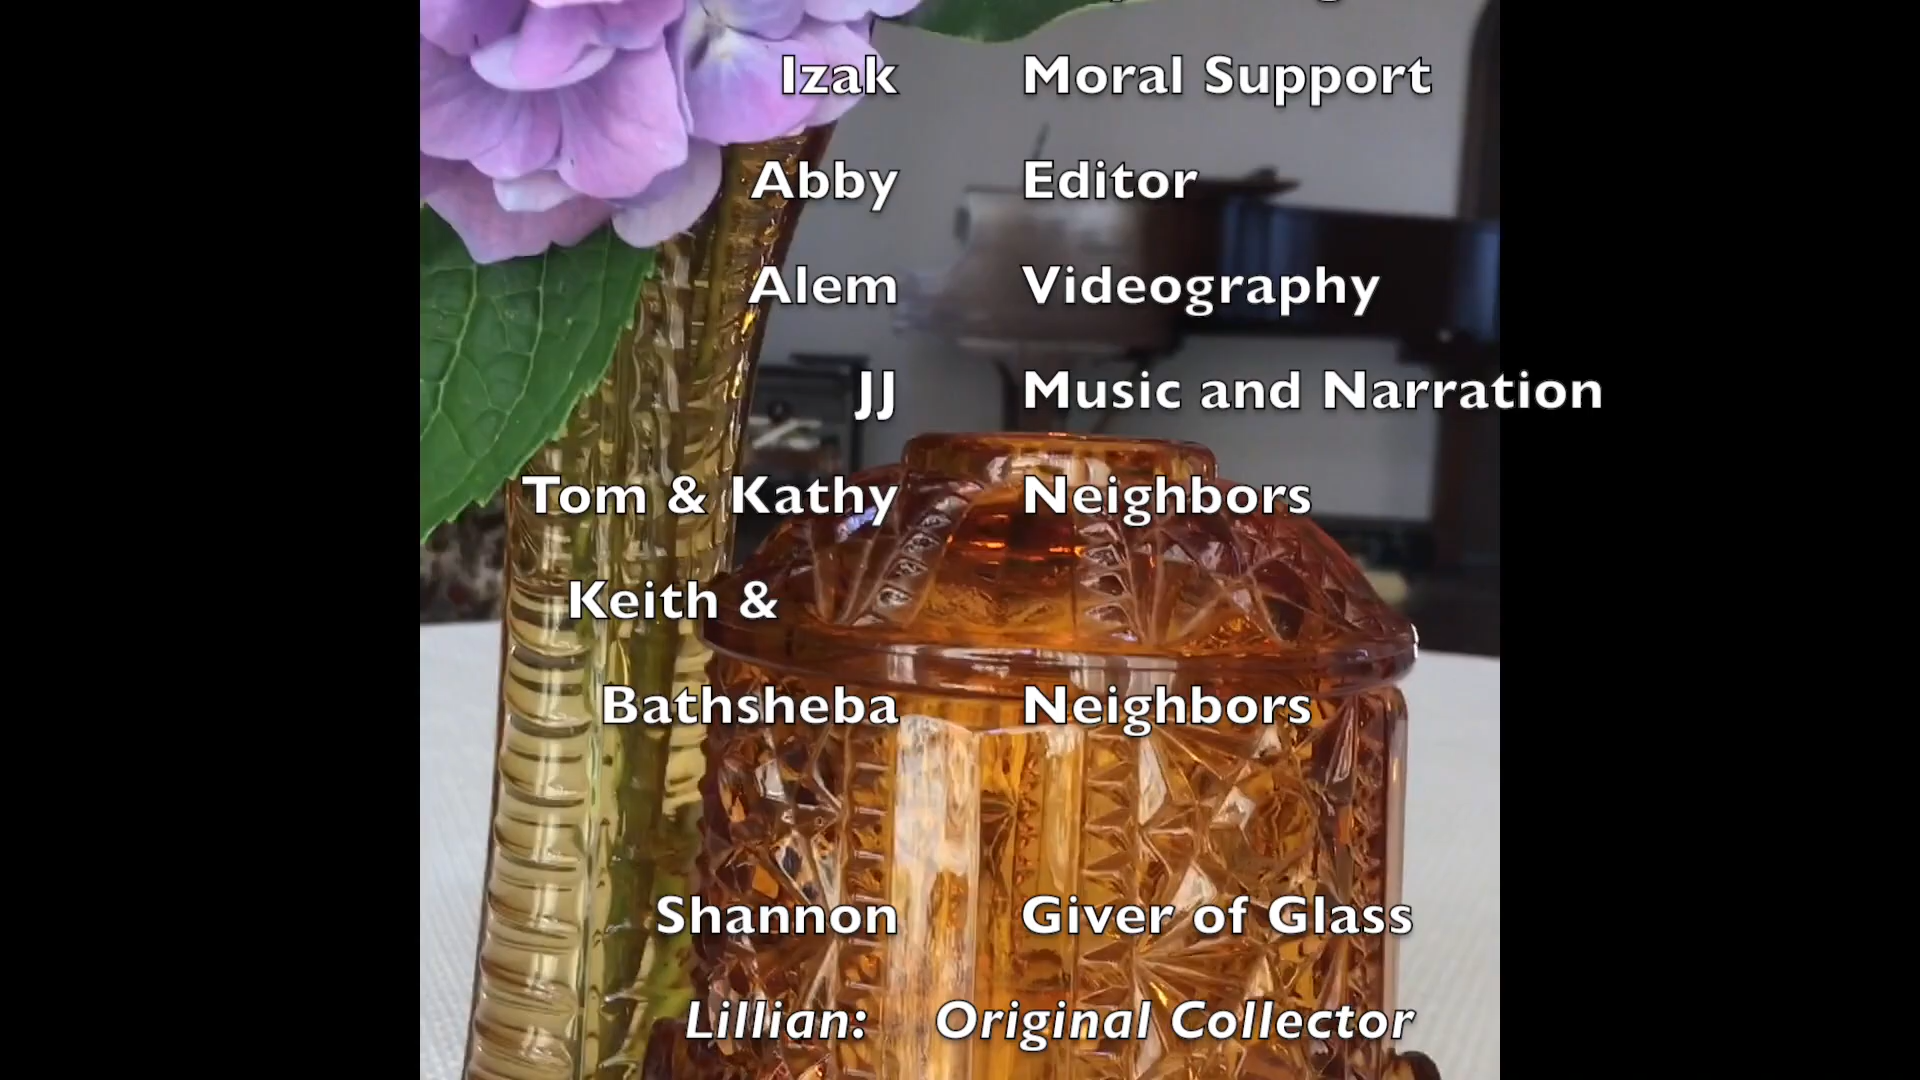 Izak Moral Support
Abby Editor
Alem Videography
JJ Music and Narration
Tom & Kathy Neighbors
Keith &
Bathsheba Neighbors
Shannon Giver of Glass
Lillian: Original Collector